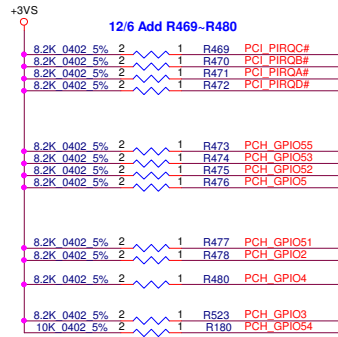 +3VS
12/6 Add R469~R480
8.2K_0402_5% 2 1 R469 PCI_PIRQC#
8.2K_0402_5% 2 1 R470 PCI_PIRQB#
8.2K_0402_5% 2 1 R471 PCI_PIRQA#
8.2K_0402_5% 2 1 R472 PCI_PIRQD#
8.2K_0402_5% 2 1 R473 PCH_GPIO55
8.2K_0402_5% 2 1 R474 PCH_GPIO53
8.2K_0402_5% 2 1 R475 PCH_GPIO52
8.2K_0402_5% 2 1 R476 PCH_GPIO5
8.2K_0402_5% 2 1 R477 PCH_GPIO51
8.2K_0402_5% 2 1 R478 PCH_GPIO2
8.2K_0402_5% 2 1 R480 PCH_GPIO4
8.2K_0402_5% 2 1 R523 PCH_GPIO3
10K_0402_5% 2 1 R180 PCH_GPIO54